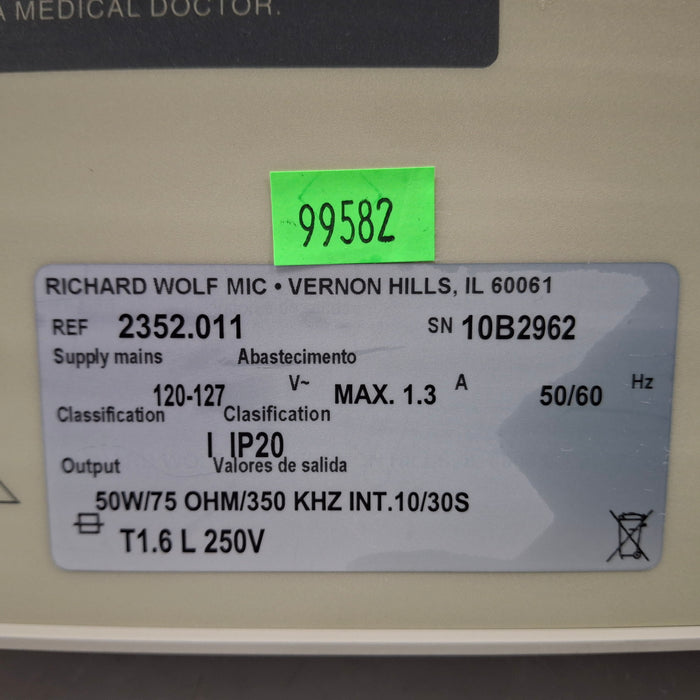 A MEDICAL DOCTOR.
99582
RICHARD WOLF MIC • VERNON HILLS, IL 60061
REF 2352.011 SN 10B2962
Supply mains Abastecimento
120-127 V~ MAX. 1.3 A 50/60 Hz
Classification Clasification
I IP20
Output Valores de salida
50W/75 OHM/350 KHZ INT.10/30S
T1.6 L 250V